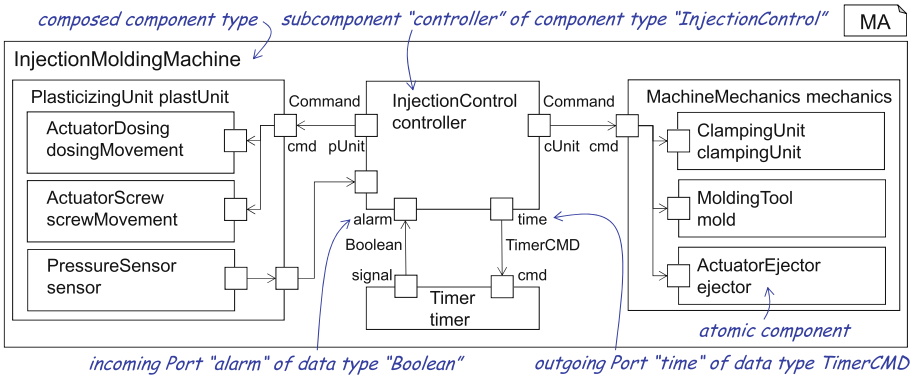 composed component type
subcomponent “controller” of component type “InjectionControl”
MA
InjectionMoldingMachine
PlasticizingUnit plastUnit
ActuatorDosing
dosingMovement
ActuatorScrew
screwMovement
PressureSensor
sensor
Command
cmd
pUnit
InjectionControl
controller
Command
cUnit
cmd
MachineMechanics mechanics
ClampingUnit
clampingUnit
MoldingTool
mold
ActuatorEjector
ejector
alarm
time
Boolean
TimerCMD
signal
cmd
Timer
timer
atomic component
incoming Port “alarm” of data type “Boolean”
outgoing Port “time” of data type TimerCMD